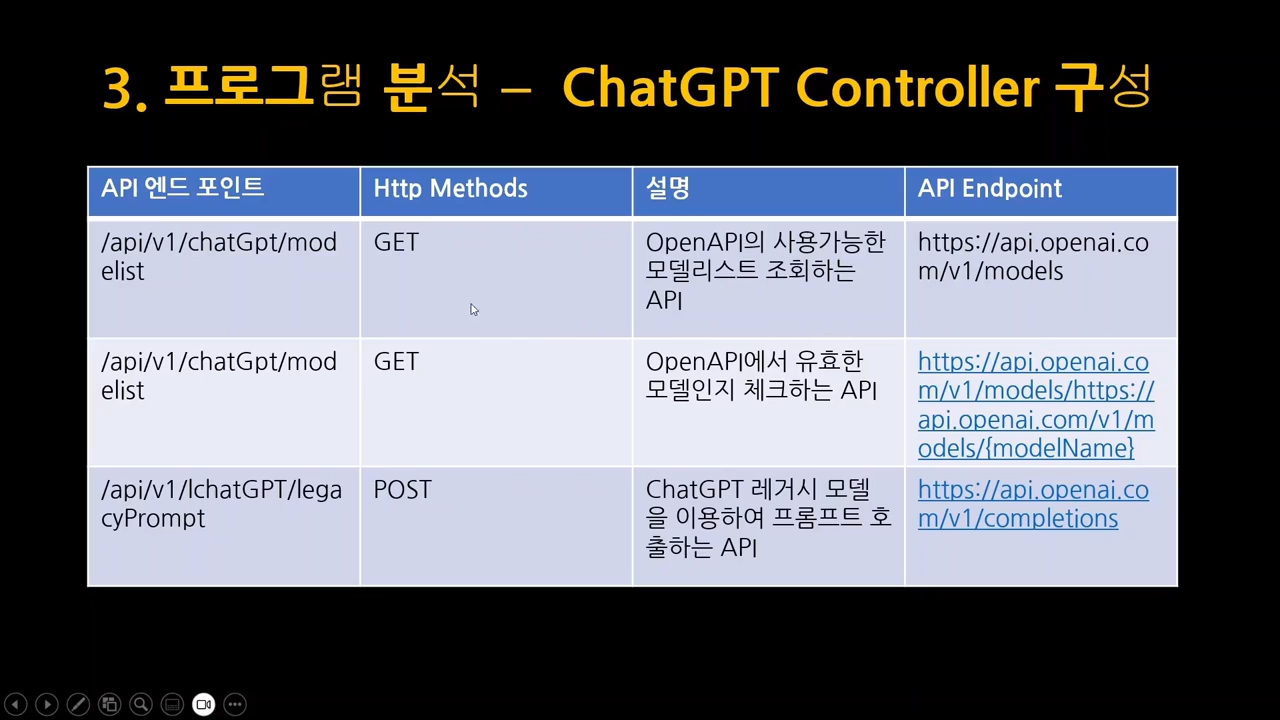 3. 프로그램 분석 – ChatGPT Controller 구성
API 엔드 포인트
Http Methods
설명
API Endpoint
/api/v1/chatGpt/mod
elist
GET
OpenAPI의 사용가능한
모델리스트 조회하는
API
https://api.openai.co
m/v1/models
/api/v1/chatGpt/mod
elist
GET
OpenAPI에서 유효한
모델인지 체크하는 API
https://api.openai.co
m/v1/models/https://
api.openai.com/v1/m
odels/{modelName}
/api/v1/lchatGPT/lega
cyPrompt
POST
ChatGPT 레거시 모델
을 이용하여 프롬프트 호
출하는 API
https://api.openai.co
m/v1/completions